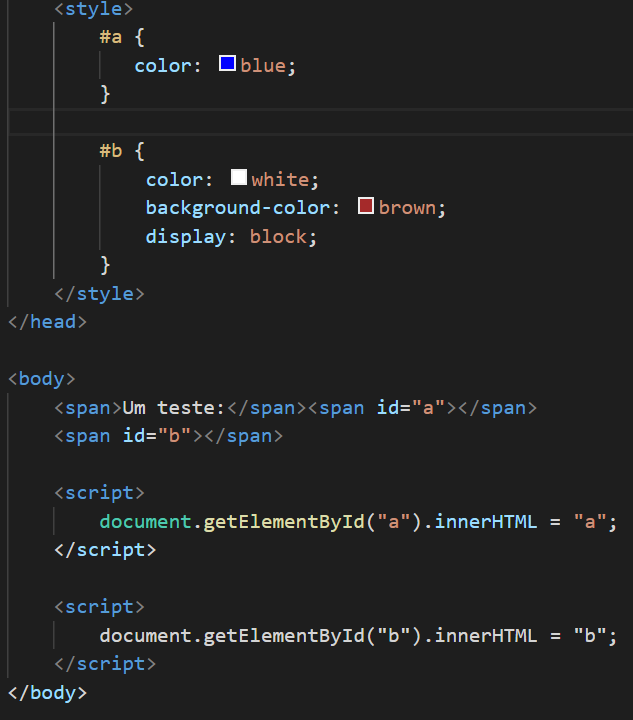 <style>
#a {
color: blue;
}
#b {
color: white;
background-color: brown;
display: block;
}
</style>
</head>
<body>
<span>Um teste:</span><span id="a"></span>
<span id="b"></span>
<script>
document.getElementById("a").innerHTML = "a";
</script>
<script>
document.getElementById("b").innerHTML = "b";
</script>
</body>